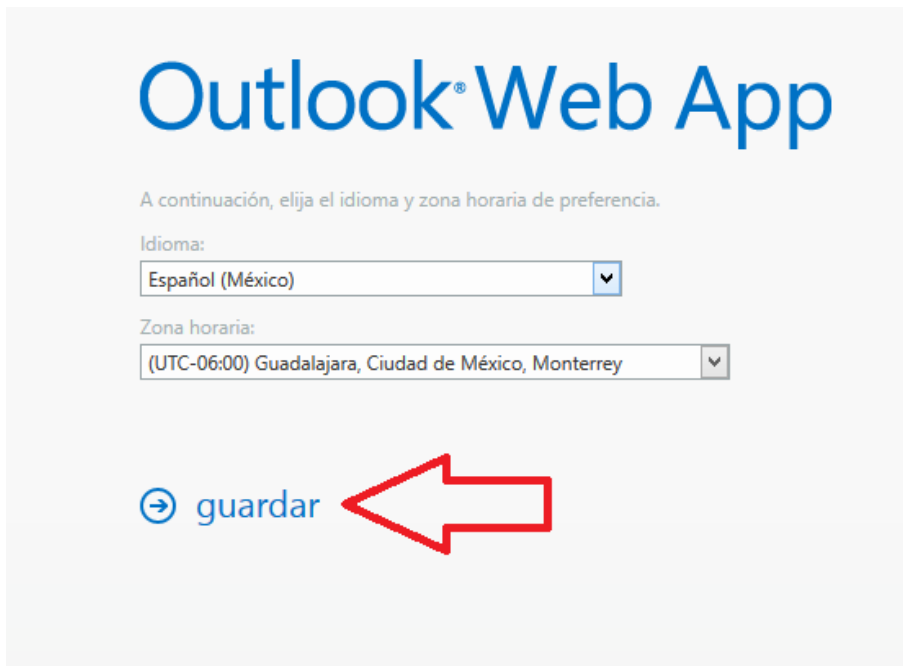 Outlook® Web App
A continuación, elija el idioma y zona horaria de preferencia.
Idioma:
Español (México)
Zona horaria:
(UTC-06:00) Guadalajara, Ciudad de México, Monterrey
guardar